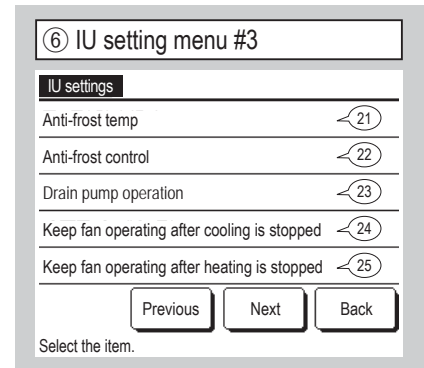 ⑥ IU setting menu #3
IU settings
Anti-frost temp 21
Anti-frost control 22
Drain pump operation 23
Keep fan operating after cooling is stopped 24
Keep fan operating after heating is stopped 25
Previous Next Back
Select the item.